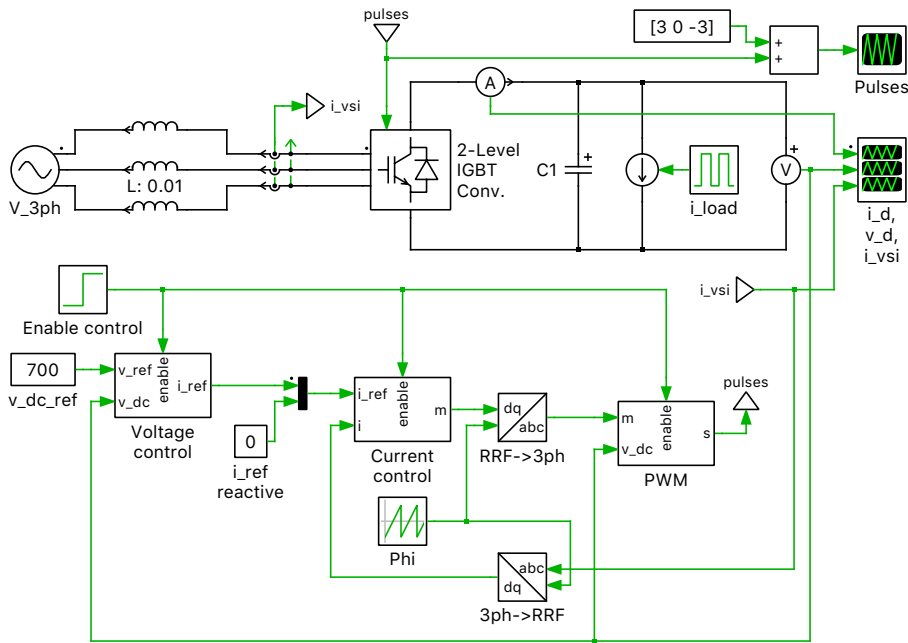 pulses
[3 0 -3]
+
+
Pulses
i_vsi
A
2-Level
IGBT
Conv.
C1
+
i_load
+
V
i_d,
v_d,
i_vsi
V_3ph
L: 0.01
i_vsi
Enable control
700
v_dc_ref
v_ref
v_dc
enable
i_ref
Voltage
control
0
i_ref
reactive
i_ref
i
enable
m
Current
control
dq
abc
RRF->3ph
m
v_dc
enable
s
PWM
pulses
Phi
abc
dq
3ph->RRF